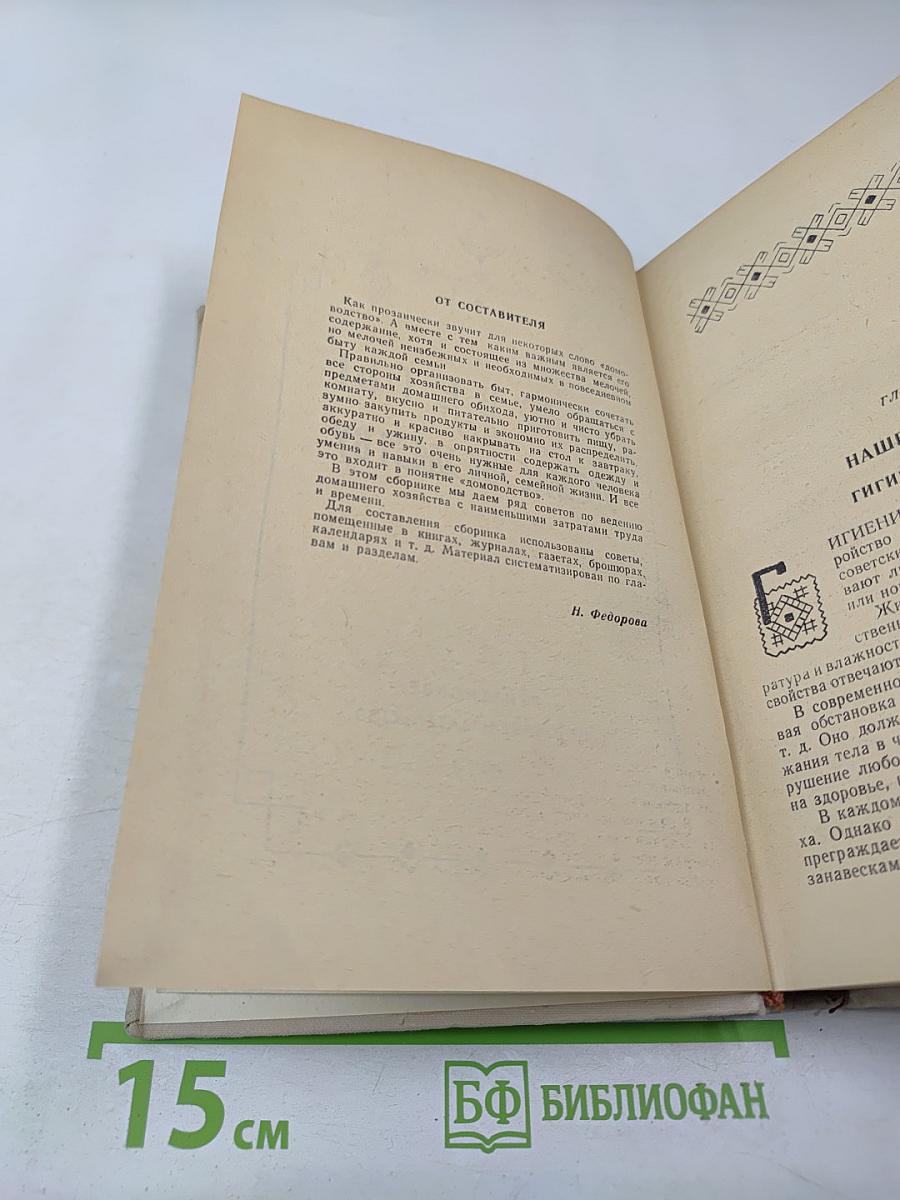 ОТ СОСТАВИТЕЛЯ
Как прозаически звучит для некоторых слово «домо-
водство». А вместе с тем каким важным является его
содержание, хотя и состоящее из множества мелочей,
но мелочей неизбежных и необходимых в повседневном
быту каждой семьи
Правильно организовать быт, гармонически сочетать
все стороны хозяйства в семье, умело обращаться с
предметами домашнего обихода, уютно и чисто убрать
комнату, вкусно и питательно приготовить пищу, ра-
зумно закупить продукты и экономно их распределить,
аккуратно и красиво накрывать на стол к завтраку,
обеду и ужину, в опрятности содержать одежду и
обувь — все это очень нужные для каждого человека
умения и навыки в его личной, семейной жизни. И все
это входит в понятие «домоводство».
В этом сборнике мы даем ряд советов по ведению
домашнего хозяйства с наименьшими затратами труда
и времени.
Для составления сборника использованы советы,
помещенные в книгах, журналах, газетах, брошюрах,
календарях и т. д. Материал систематизирован по гла-
вам и разделам.
Н. Федорова
ГЛ
НАШЕ
ГИГИ
ГИГИЕНИ
ройство
советски
вают л
или но
Жи
ствен
ратура и влажност
свойства отвечают
В современно
вая обстановка
т. д. Оно долж
жания тела в ч
рушение любо
на здоровье,
В каждом
ха. Однако
преграждае
занавескам
15 см
БФ БИБЛИОФАН